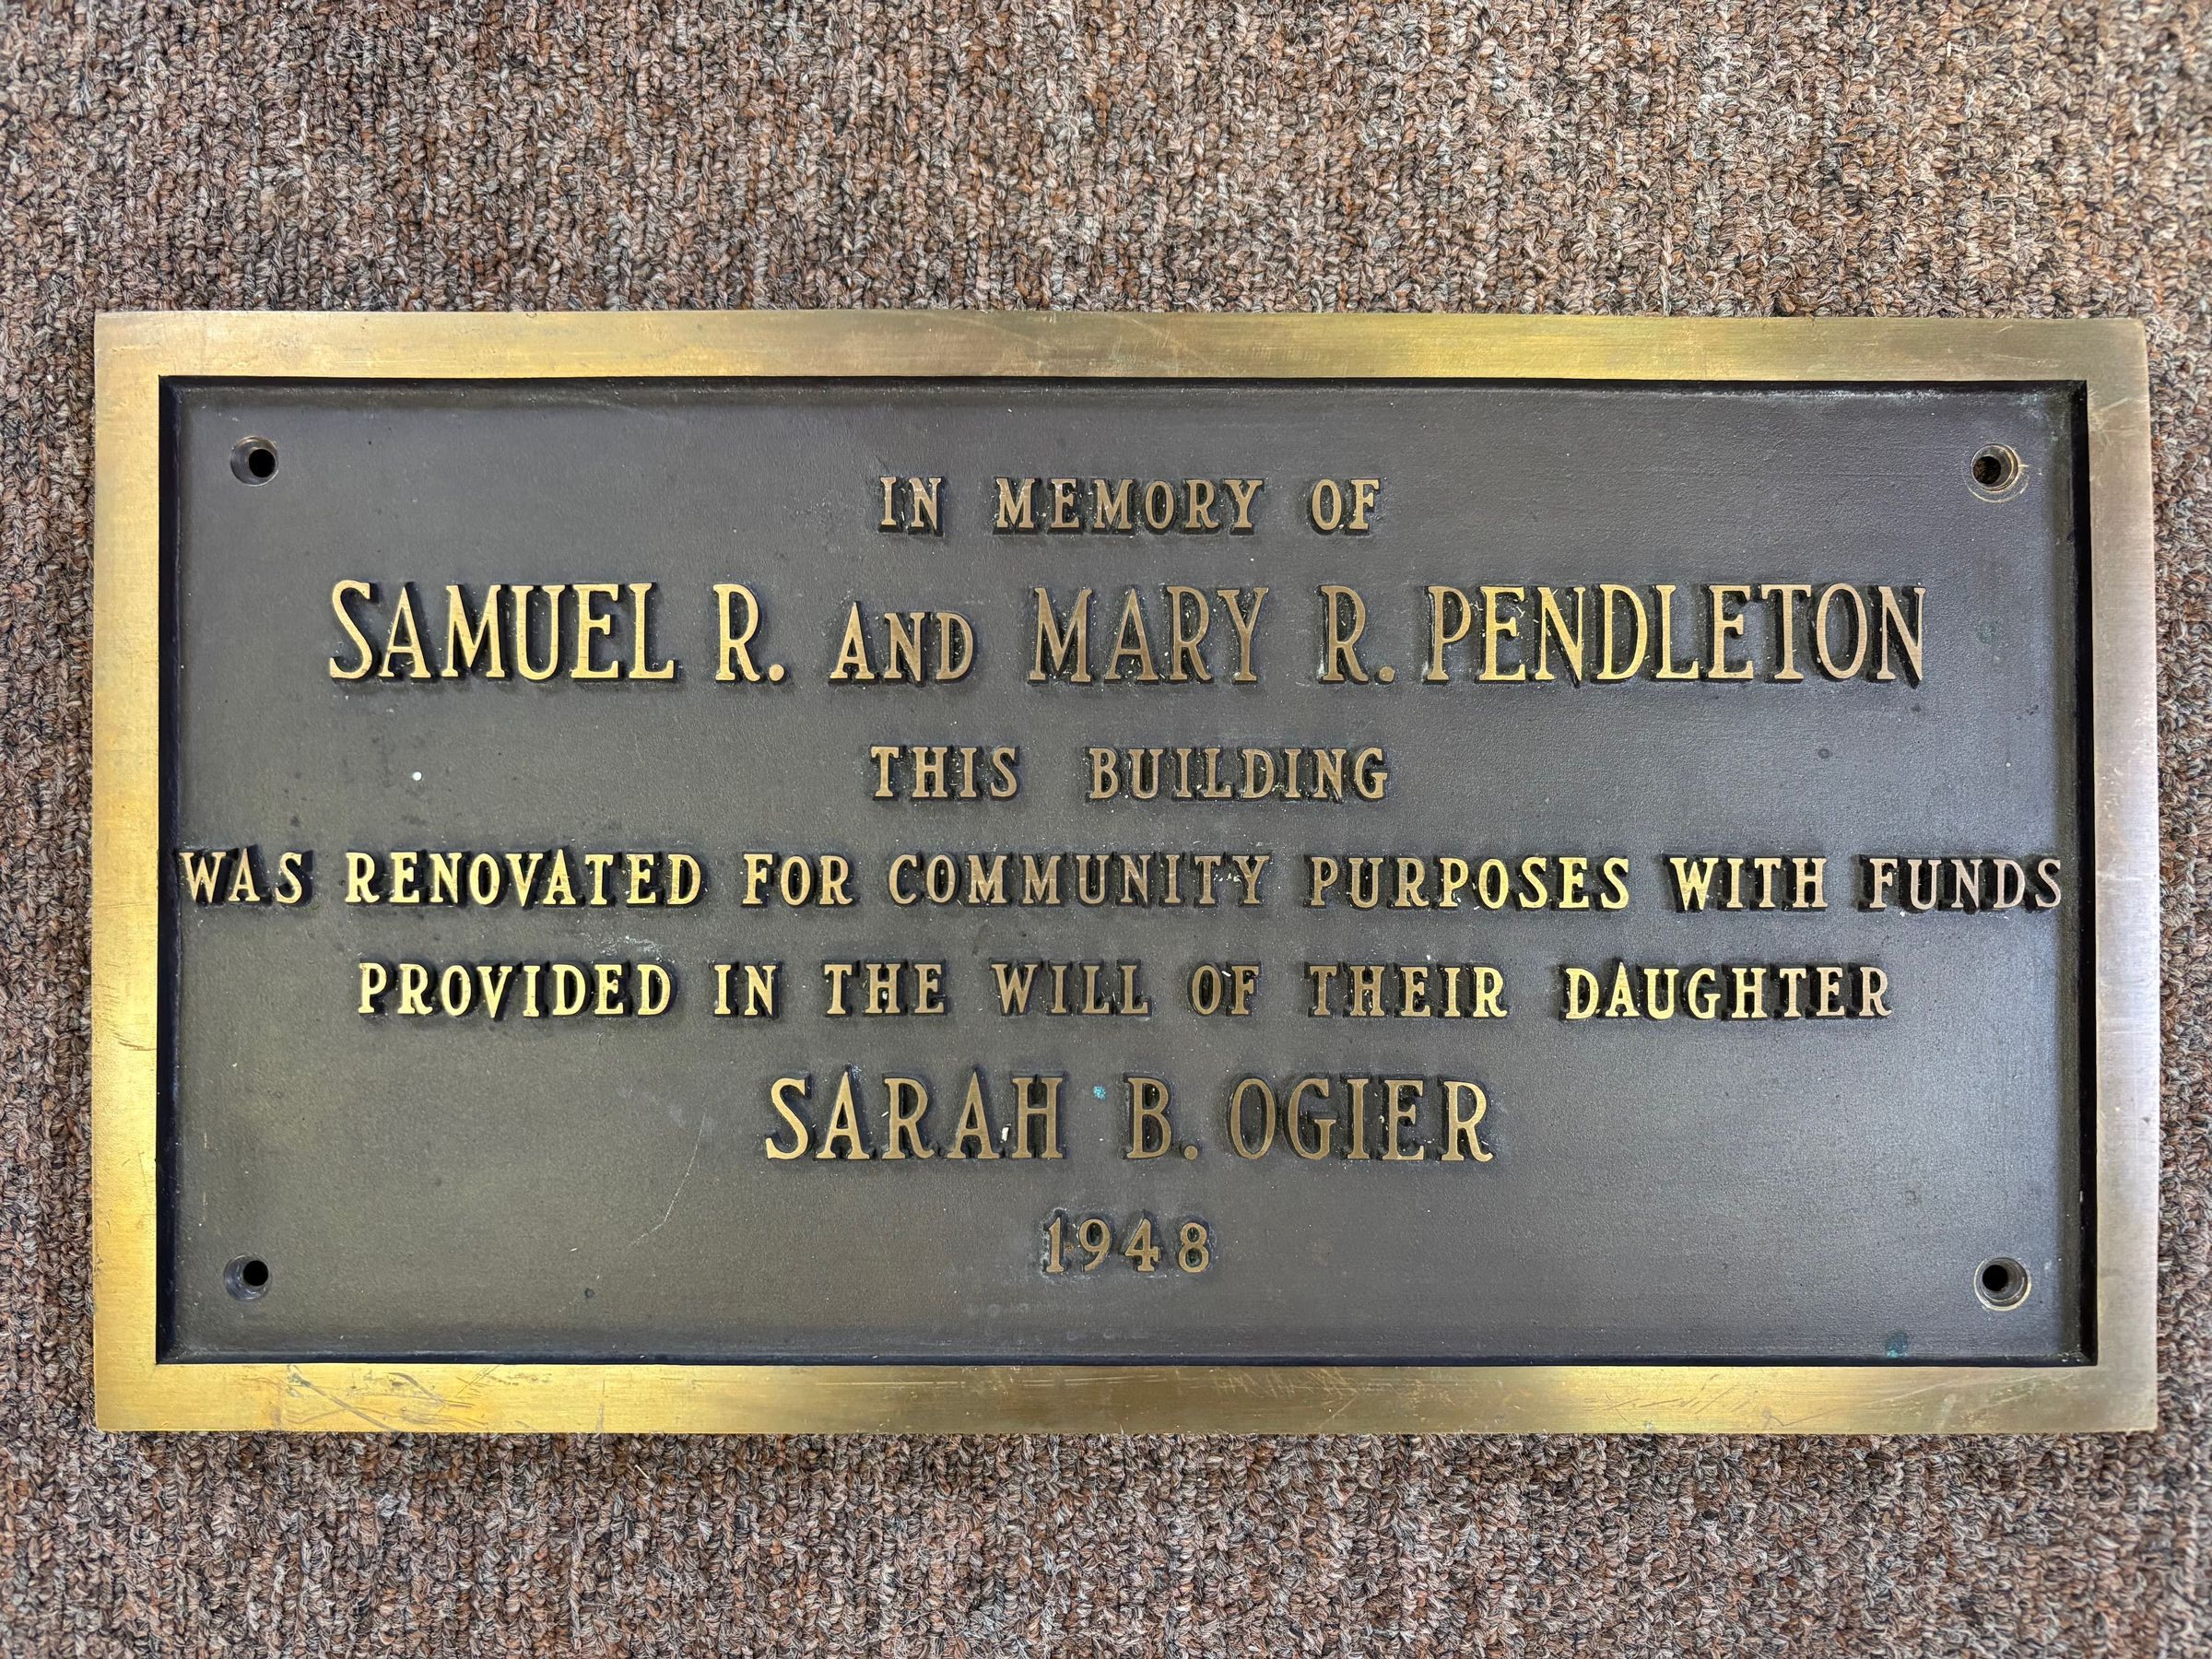 IN MEMORY OF
SAMUEL R. AND MARY R. PENDLETON
THIS BUILDING
WAS RENOVATED FOR COMMUNITY PURPOSES WITH FUNDS
PROVIDED IN THE WILL OF THEIR DAUGHTER
SARAH B. OGIER
1948